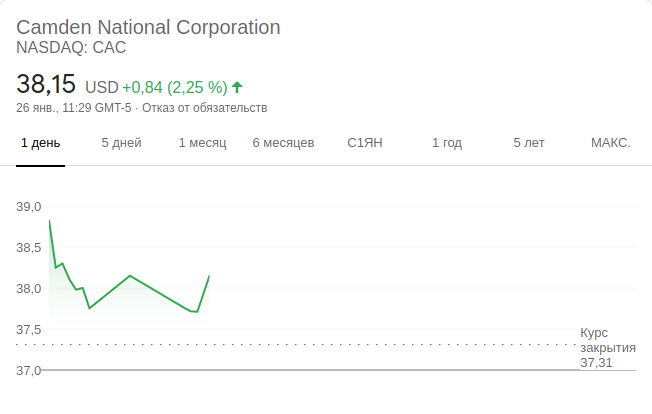 Camden National Corporation
NASDAQ: CAC
38,15 USD +0,84 (2,25 %)
26 янв., 11:29 GMT-5 · Отказ от обязательств
1 день 5 дней 1 месяц 6 месяцев С1ЯН 1 год 5 лет МАКС.
39,0
38,5
38,0
37,5
37,0
Курс
закрытия
37,31